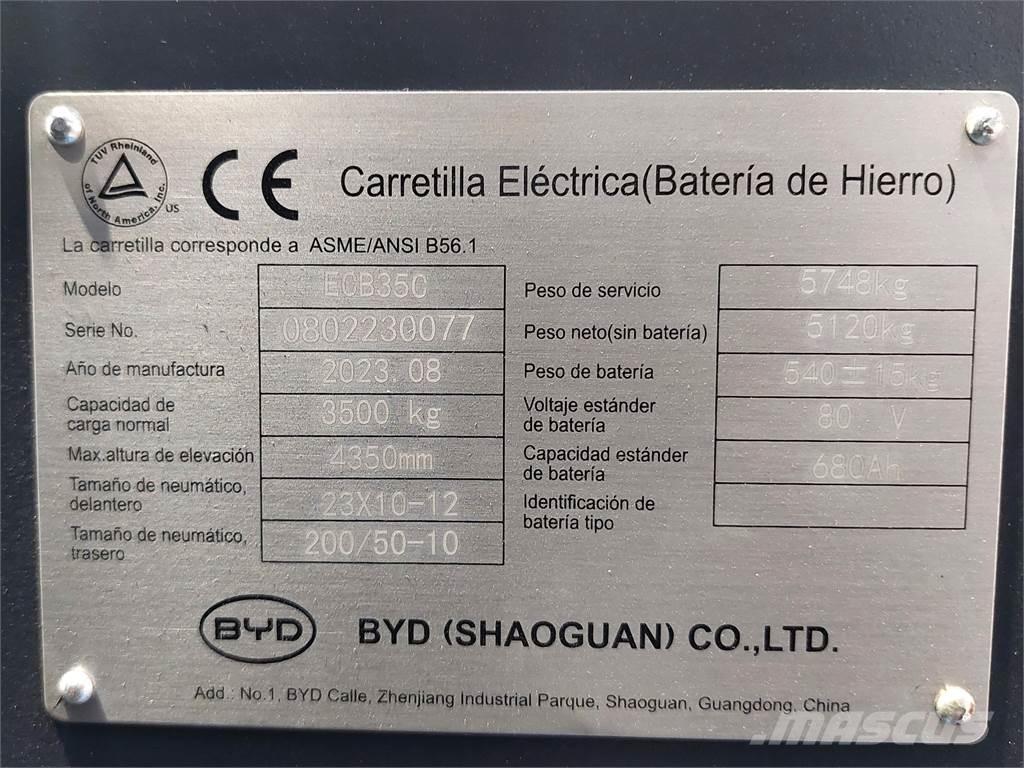 TÜV Rheinland of North America, Inc.
US
CE
Carretilla Eléctrica(Batería de Hierro)
La carretilla corresponde a ASME/ANSI B56.1
Modelo ECB35C
Serie No. 0802230077
Año de manufactura 2023.08
Capacidad de
carga normal 3500 kg
Max.altura de elevación 4350mm
Tamaño de neumático,
delantero 23X10-12
Tamaño de neumático,
trasero 200/50-10
Peso de servicio 5748kg
Peso neto(sin batería) 5120kg
Peso de batería 540±15kg
Voltaje estánder
de batería 80 V
Capacidad estánder
de batería 680Ah
Identificación de
batería tipo
BYD BYD (SHAOGUAN) CO.,LTD.
Add.: No.1, BYD Calle, Zhenjiang Industrial Parque, Shaoguan, Guangdong, China
MASCUS